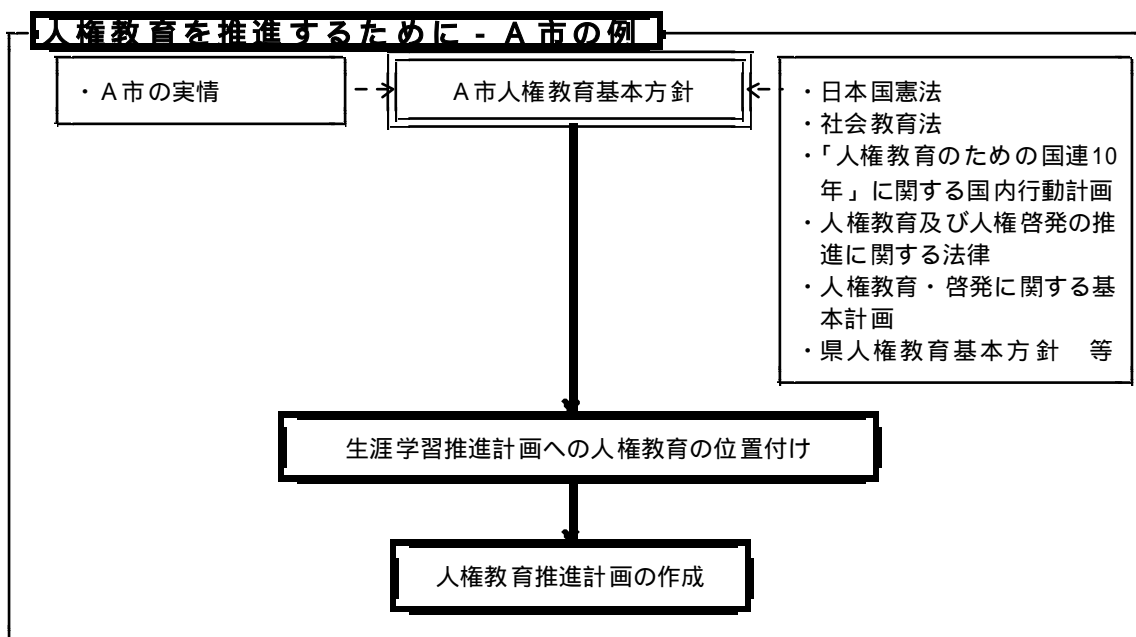 人権教育を推進するために - A市の例
・A市の実情
A市人権教育基本方針
・日本国憲法
・社会教育法
・「人権教育のための国連10
年」に関する国内行動計画
・人権教育及び人権啓発の推
進に関する法律
・人権教育・啓発に関する基
本計画
・県人権教育基本方針　等
生涯学習推進計画への人権教育の位置付け
人権教育推進計画の作成